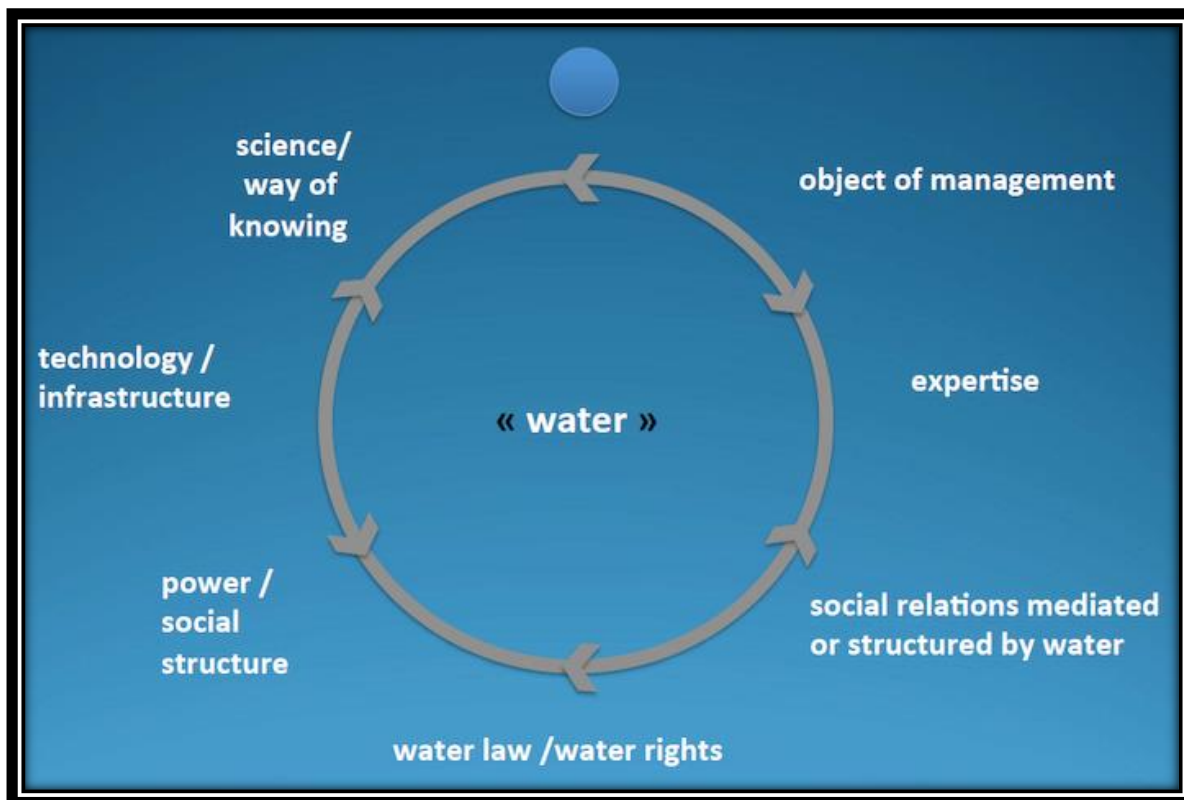 science/
way of
knowing
object of management
technology /
infrastructure
expertise
« water »
power /
social
structure
social relations mediated
or structured by water
water law /water rights